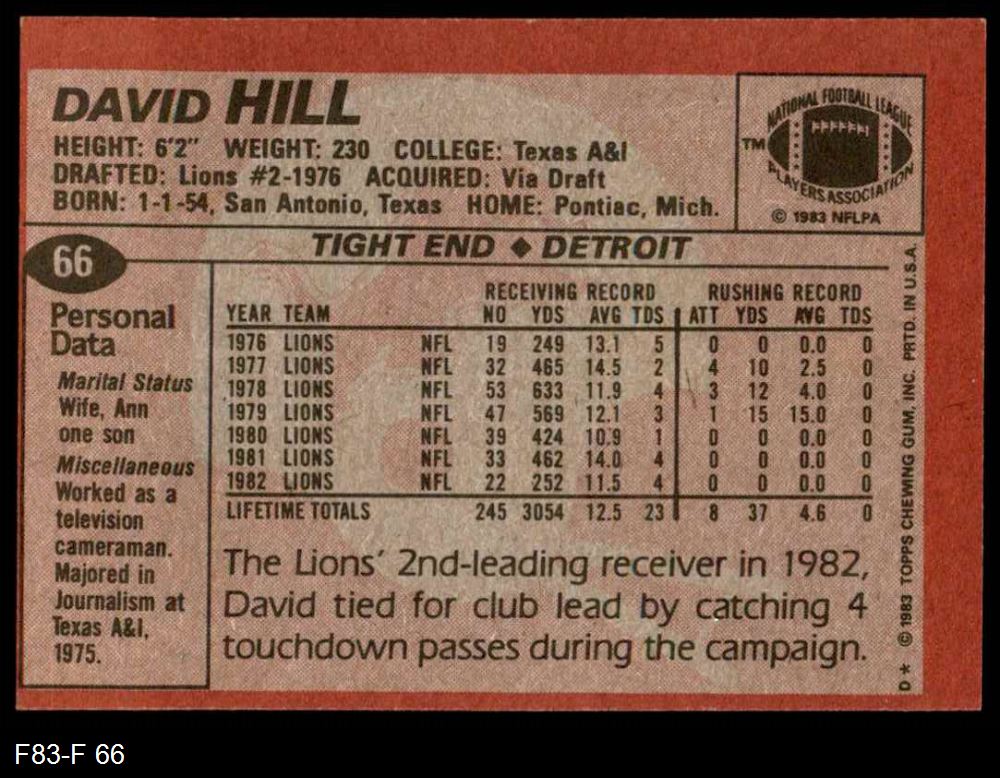 DAVID HILL
HEIGHT: 6'2" WEIGHT: 230 COLLEGE: Texas A&I
DRAFTED: Lions #2-1976 ACQUIRED: Via Draft
BORN: 1-1-54, San Antonio, Texas HOME: Pontiac, Mich.
NATIONAL FOOTBALL LEAGUE
TM
PLAYERS ASSOCIATION
© 1983 NFLPA
66
TIGHT END ◆ DETROIT
Personal
Data
Marital Status
Wife, Ann
one son
Miscellaneous
Worked as a
television
cameraman.
Majored in
Journalism at
Texas A&I,
1975.
RECEIVING RECORD RUSHING RECORD
YEAR TEAM NO YDS AVG TDS ATT YDS AVG TDS
1976 LIONS NFL 19 249 13.1 5 0 0 0.0 0
1977 LIONS NFL 32 465 14.5 2 4 10 2.5 0
1978 LIONS NFL 53 633 11.9 4 3 12 4.0 0
1979 LIONS NFL 47 569 12.1 3 1 15 15.0 0
1980 LIONS NFL 39 424 10.9 1 0 0 0.0 0
1981 LIONS NFL 33 462 14.0 4 0 0 0.0 0
1982 LIONS NFL 22 252 11.5 4 0 0 0.0 0
LIFETIME TOTALS 245 3054 12.5 23 8 37 4.6 0
The Lions' 2nd-leading receiver in 1982,
David tied for club lead by catching 4
touchdown passes during the campaign.
D* © 1983 TOPPS CHEWING GUM, INC. PRTD. IN U.S.A.
F83-F 66